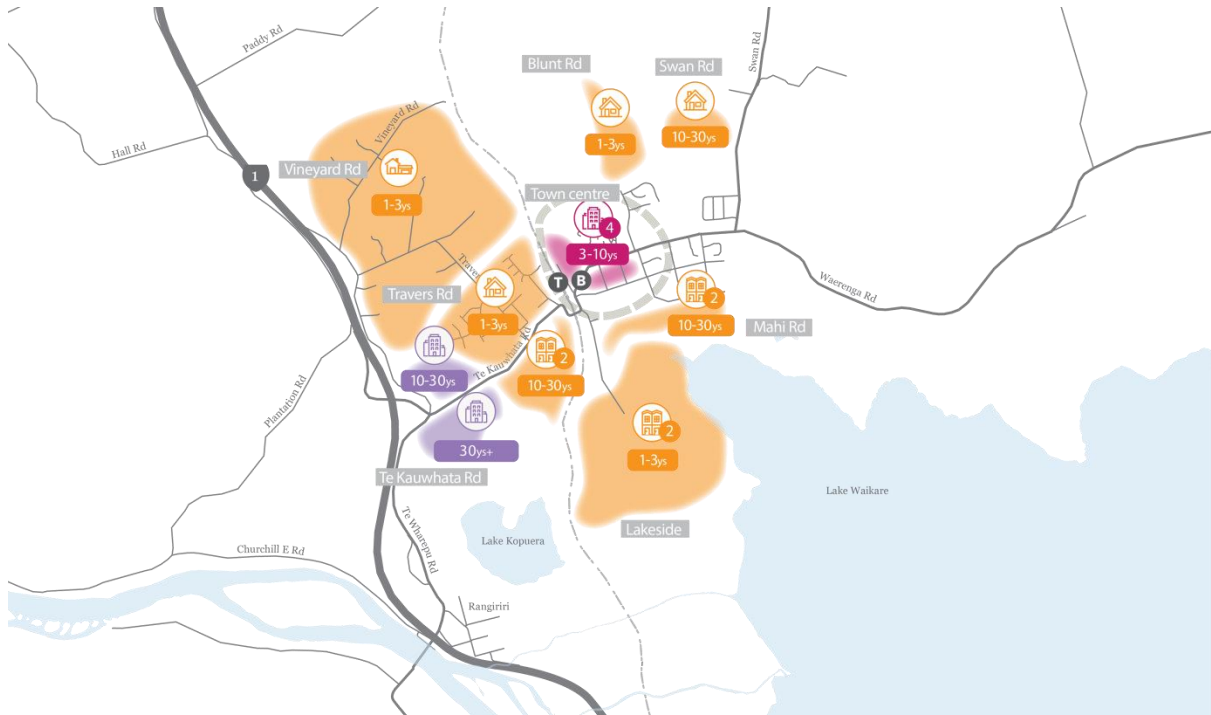 Paddy Rd
Blunt Rd
Swan Rd
Swan Rd
Vineyard Rd
1-3ys
10-30ys
Hall Rd
Vineyard Rd
1
1-3ys
Town centre
4
3-10ys
Travers Rd
T
B
1-3ys
2
10-30ys
Mahi Rd
Waerenga Rd
Te Kauwhata Rd
2
10-30ys
10-30ys
Plantation Rd
30ys+
2
1-3ys
Te Kauwhata Rd
Lake Waikare
Lakeside
Te Wharepu Rd
Lake Kopuera
Churchill E Rd
Rangiriri